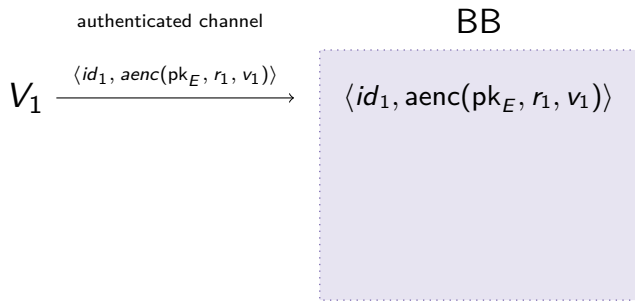 authenticated channel
BB
⟨id₁, aenc(pk_E, r₁, v₁)⟩
V₁
⟨id₁, aenc(pk_E, r₁, v₁)⟩